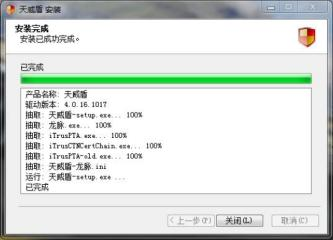 天威盾 安装
安装完成
安装已成功完成。
已完成
产品名称: 天威盾
驱动版本: 4.0.16.1017
抽取: 天威盾-setup.exe... 100%
抽取: 龙脉.exe... 100%
抽取: iTrusPTA.exe... 100%
抽取: iTrusCTNCertChain.exe... 100%
抽取: iTrusPTA-old.exe... 100%
抽取: 天威盾-龙脉.ini
运行: 天威盾-setup.exe ...
已完成
< 上一步(P) 关闭(L) 取消(C)